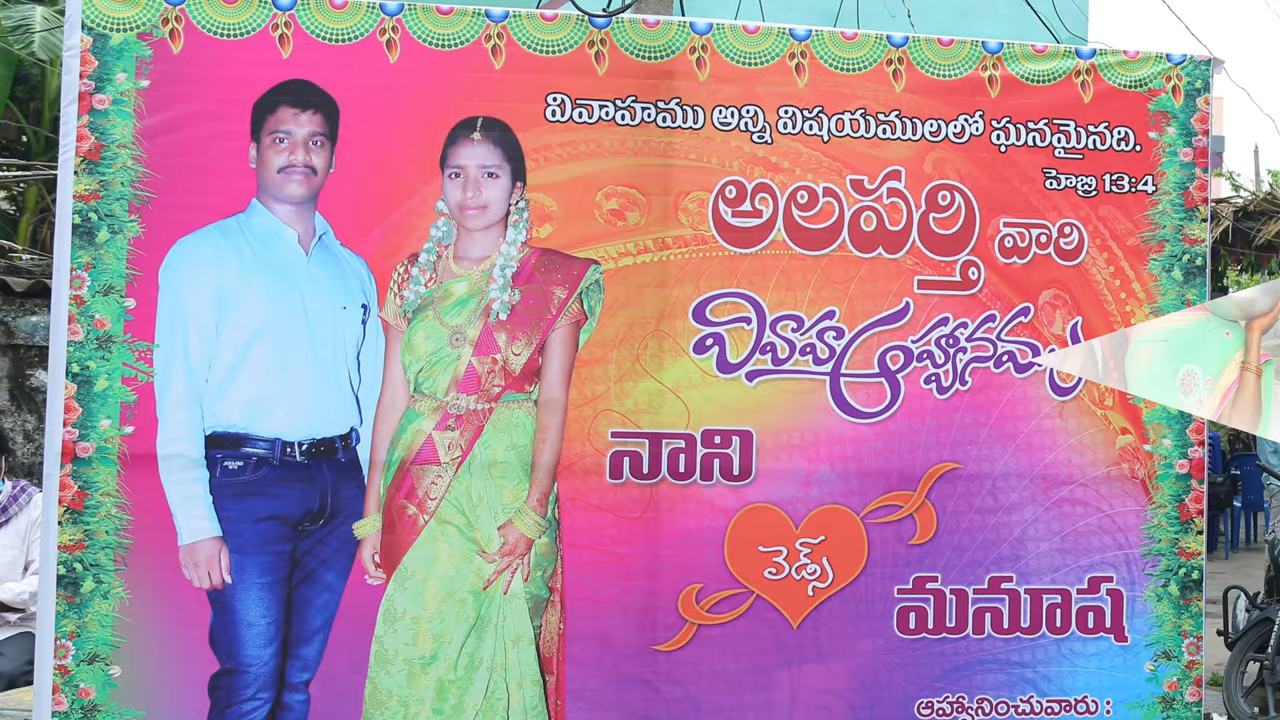 వివాహము అన్ని విషయములలో ఘనమైనది.
హెబ్రీ 13:4
అలపర్తి వారి
వివాహ ఆహ్వానము
నాని
వెడ్స్
మనూష
ఆహ్వానించువారు :